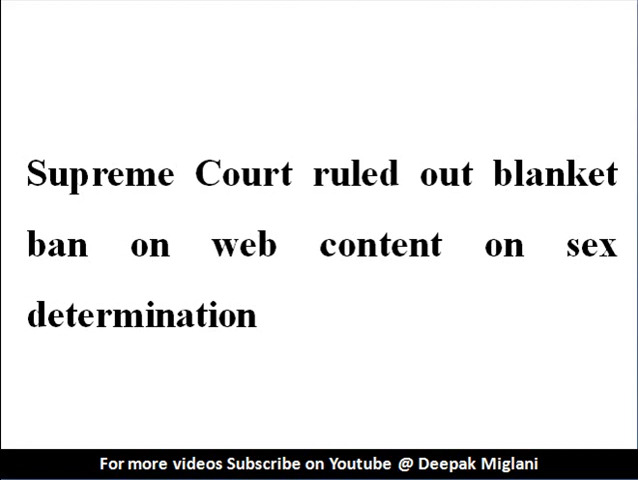 Supreme Court ruled out blanket
ban on web content on sex
determination
For more videos Subscribe on Youtube @ Deepak Miglani